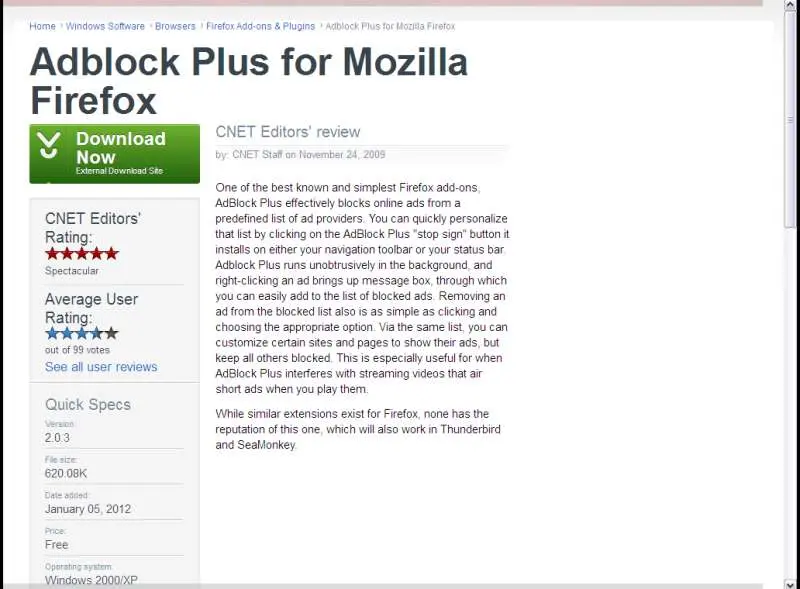 Home › Windows Software › Browsers › Firefox Add-ons & Plugins › Adblock Plus for Mozilla Firefox
Adblock Plus for Mozilla
Firefox
Download
Now
External Download Site
CNET Editors'
Rating:
Spectacular
Average User
Rating:
out of 99 votes
See all user reviews
Quick Specs
Version:
2.0.3
File size:
620.08K
Date added:
January 05, 2012
Price:
Free
Operating system:
Windows 2000/XP
CNET Editors' review
by: CNET Staff on November 24, 2009
One of the best known and simplest Firefox add-ons,
AdBlock Plus effectively blocks online ads from a
predefined list of ad providers. You can quickly personalize
that list by clicking on the AdBlock Plus "stop sign" button it
installs on either your navigation toolbar or your status bar.
Adblock Plus runs unobtrusively in the background, and
right-clicking an ad brings up message box, through which
you can easily add to the list of blocked ads. Removing an
ad from the blocked list also is as simple as clicking and
choosing the appropriate option. Via the same list, you can
customize certain sites and pages to show their ads, but
keep all others blocked. This is especially useful for when
AdBlock Plus interferes with streaming videos that air
short ads when you play them.
While similar extensions exist for Firefox, none has the
reputation of this one, which will also work in Thunderbird
and SeaMonkey.